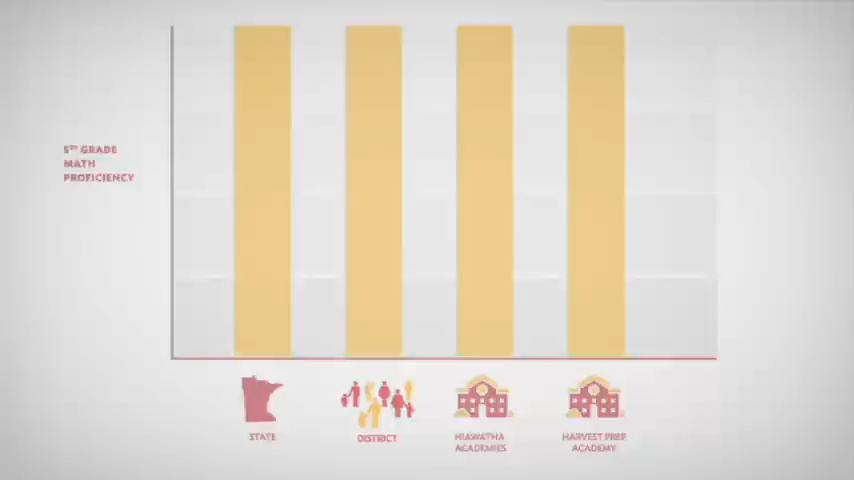 5TH GRADE
MATH
PROFICIENCY
STATE
DISTRICT
HIAWATHA
ACADEMIES
HARVEST PREP
ACADEMY